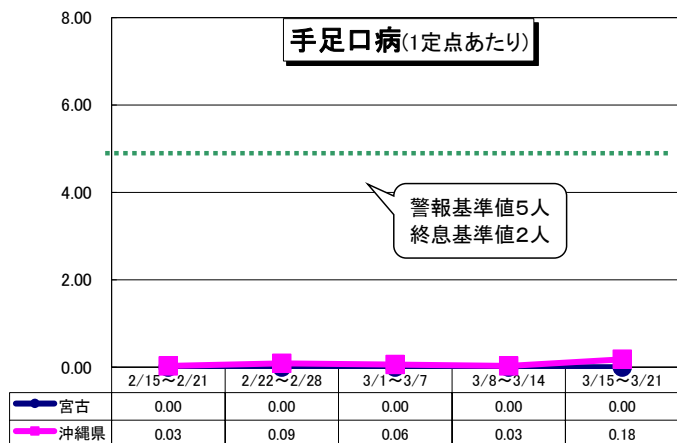 手足口病(1定点あたり)
8.00
6.00
4.00
2.00
0.00
警報基準値5人
終息基準値2人
2/15~2/21 2/22~2/28 3/1~3/7 3/8~3/14 3/15~3/21
宮古 0.00 0.00 0.00 0.00 0.00
沖縄県 0.03 0.09 0.06 0.03 0.18